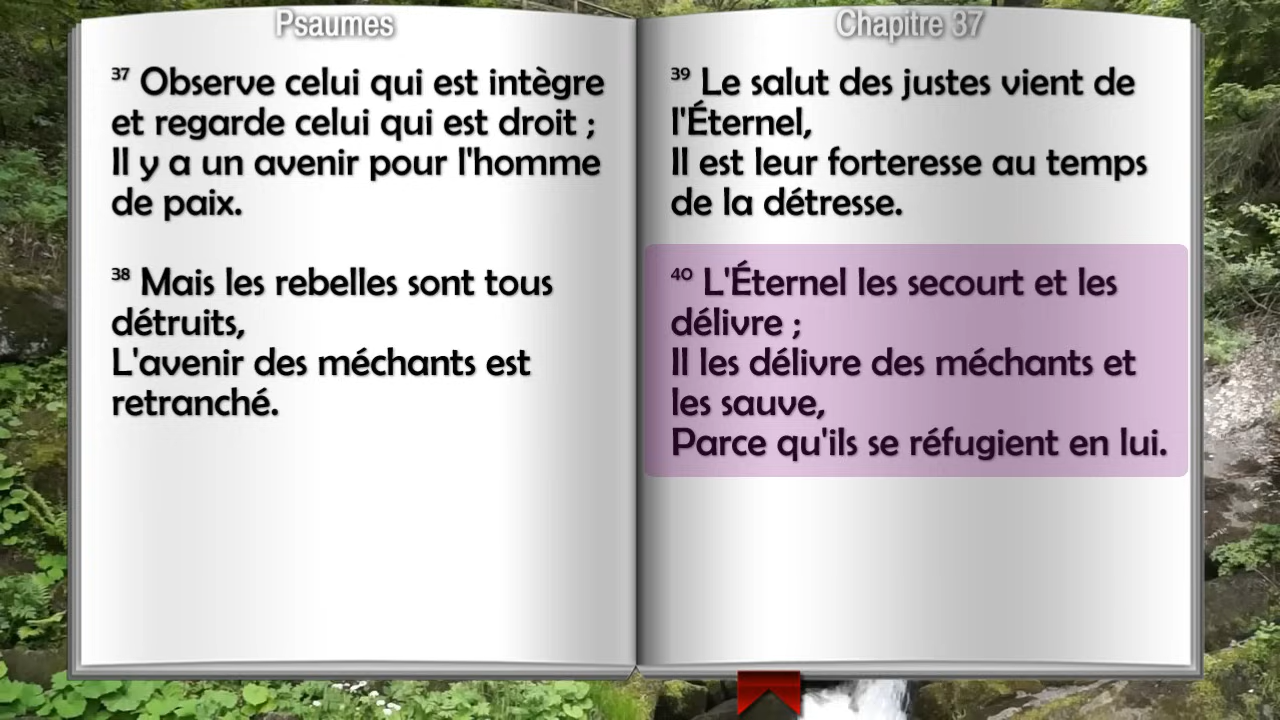 Psaumes
37 Observe celui qui est intègre
et regarde celui qui est droit ;
Il y a un avenir pour l'homme
de paix.
38 Mais les rebelles sont tous
détruits,
L'avenir des méchants est
retranché.
Chapitre 37
39 Le salut des justes vient de
l'Éternel,
Il est leur forteresse au temps
de la détresse.
40 L'Éternel les secourt et les
délivre ;
Il les délivre des méchants et
les sauve,
Parce qu'ils se réfugient en lui.